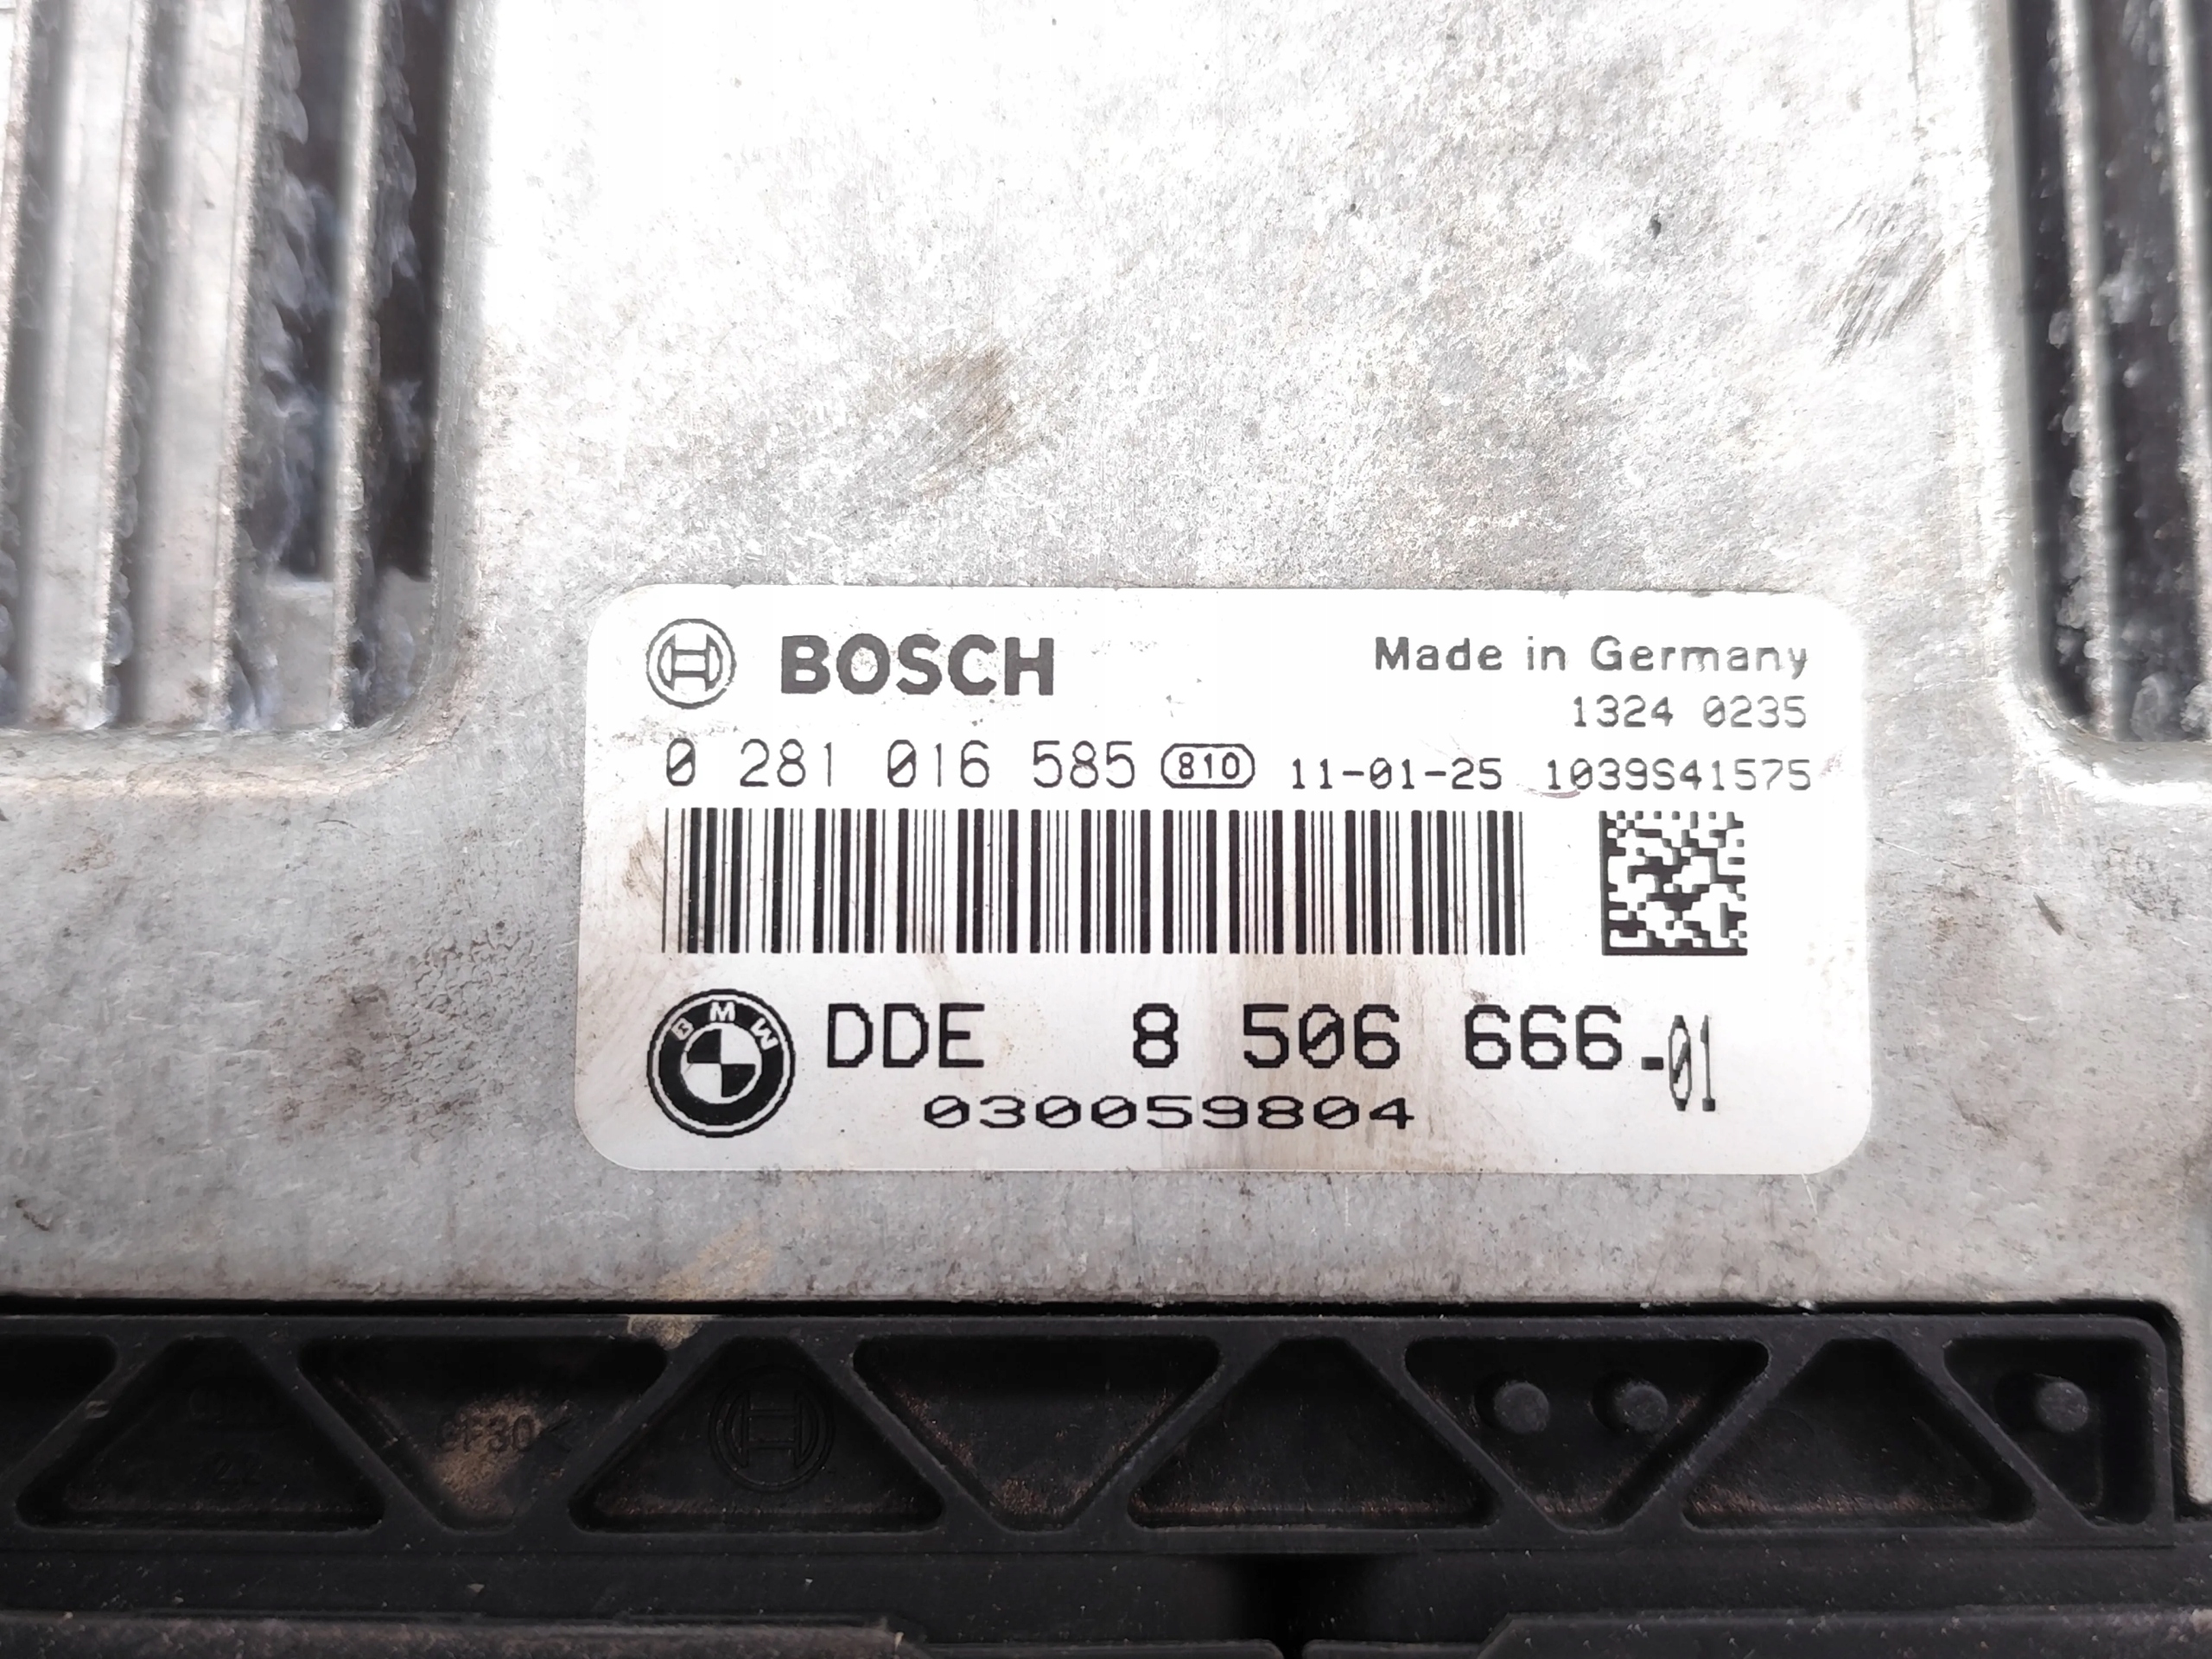 BOSCH
Made in Germany
1324 0235
0 281 016 585 810 11-01-25 1039S41575
BMW
DDE 8 506 666-01
030059804